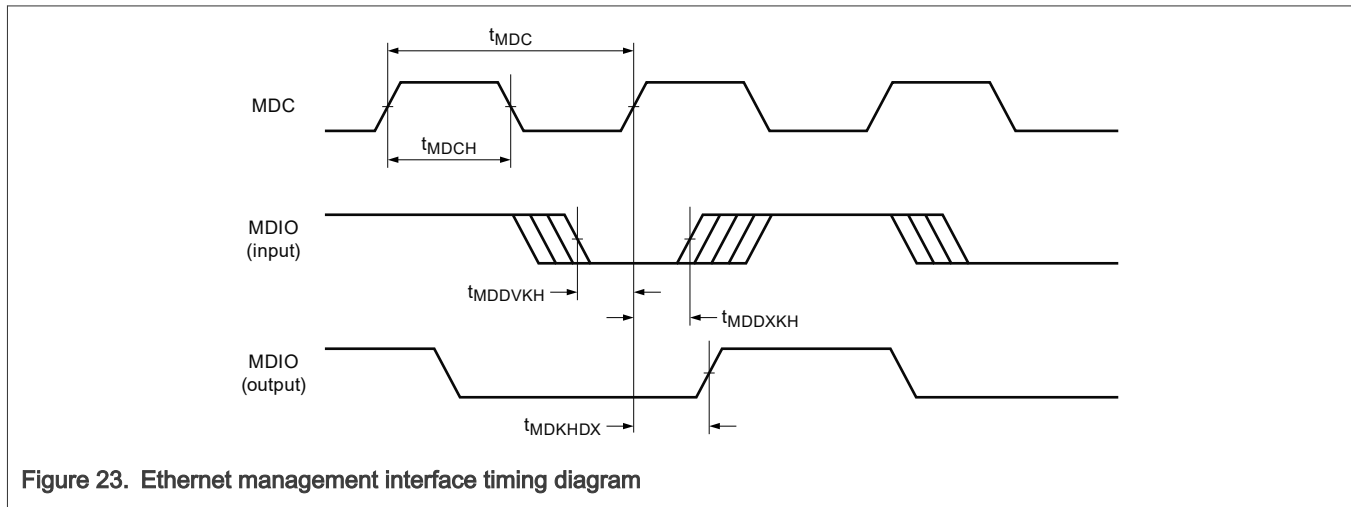 tMDC
MDC
tMDCH
MDIO
(input)
tMDDVKH
tMDDXKH
MDIO
(output)
tMDKHDX
Figure 23. Ethernet management interface timing diagram